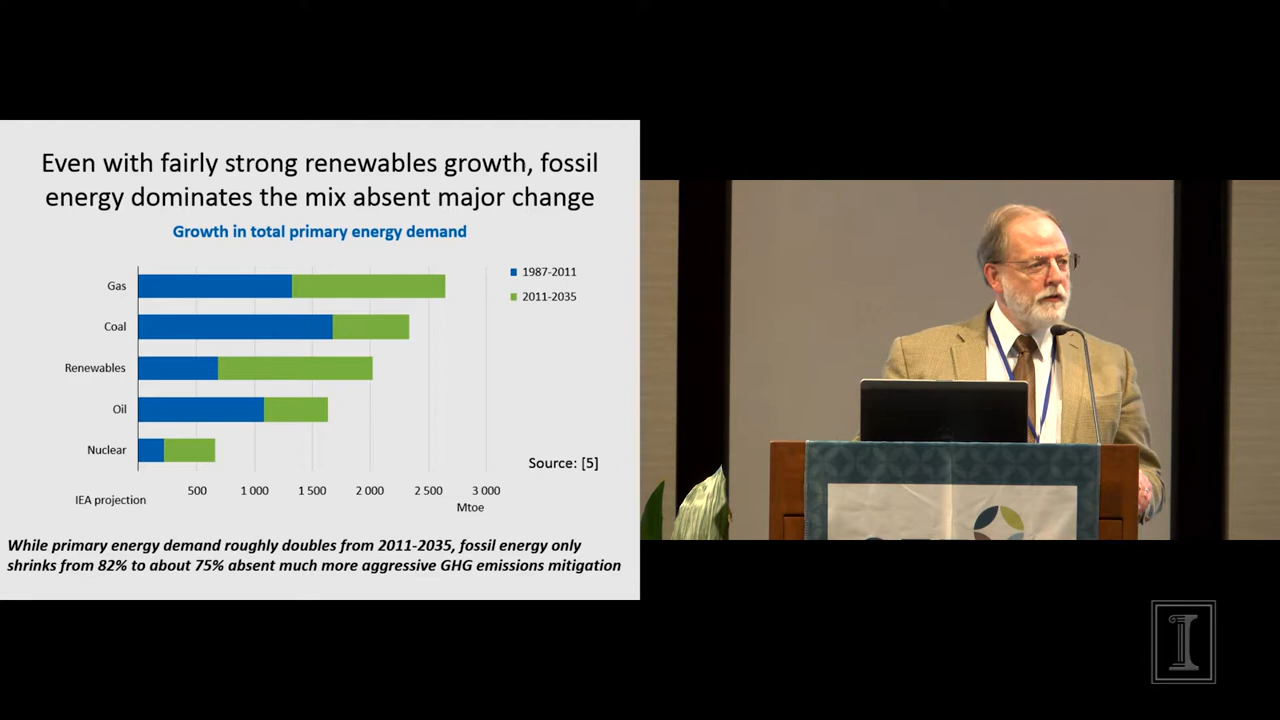 Even with fairly strong renewables growth, fossil
energy dominates the mix absent major change
Growth in total primary energy demand
1987-2011
2011-2035
Gas
Coal
Renewables
Oil
Nuclear
Source: [5]
500
1 000
1 500
2 000
2 500
3 000
IEA projection
Mtoe
While primary energy demand roughly doubles from 2011-2035, fossil energy only
shrinks from 82% to about 75% absent much more aggressive GHG emissions mitigation
I